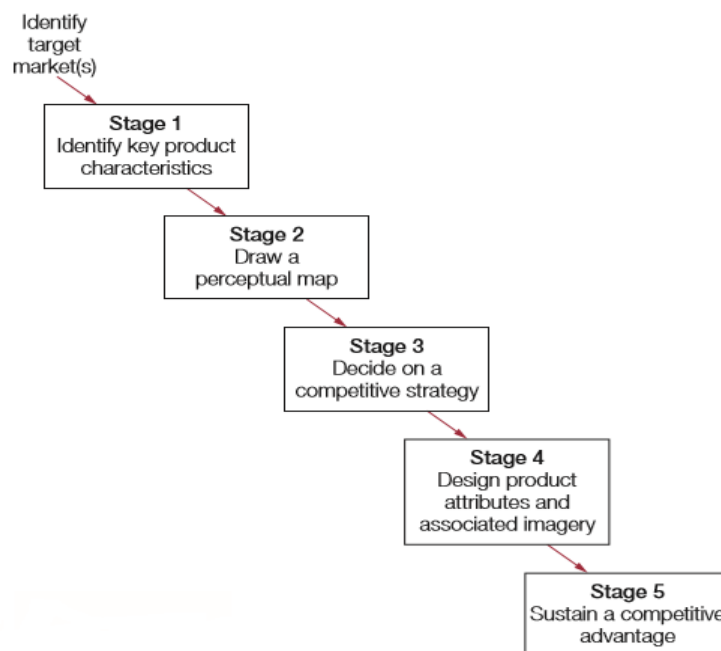 Identify
target
market(s)
Stage 1
Identify key product
characteristics
Stage 2
Draw a
perceptual map
Stage 3
Decide on a
competitive strategy
Stage 4
Design product
attributes and
associated imagery
Stage 5
Sustain a competitive
advantage